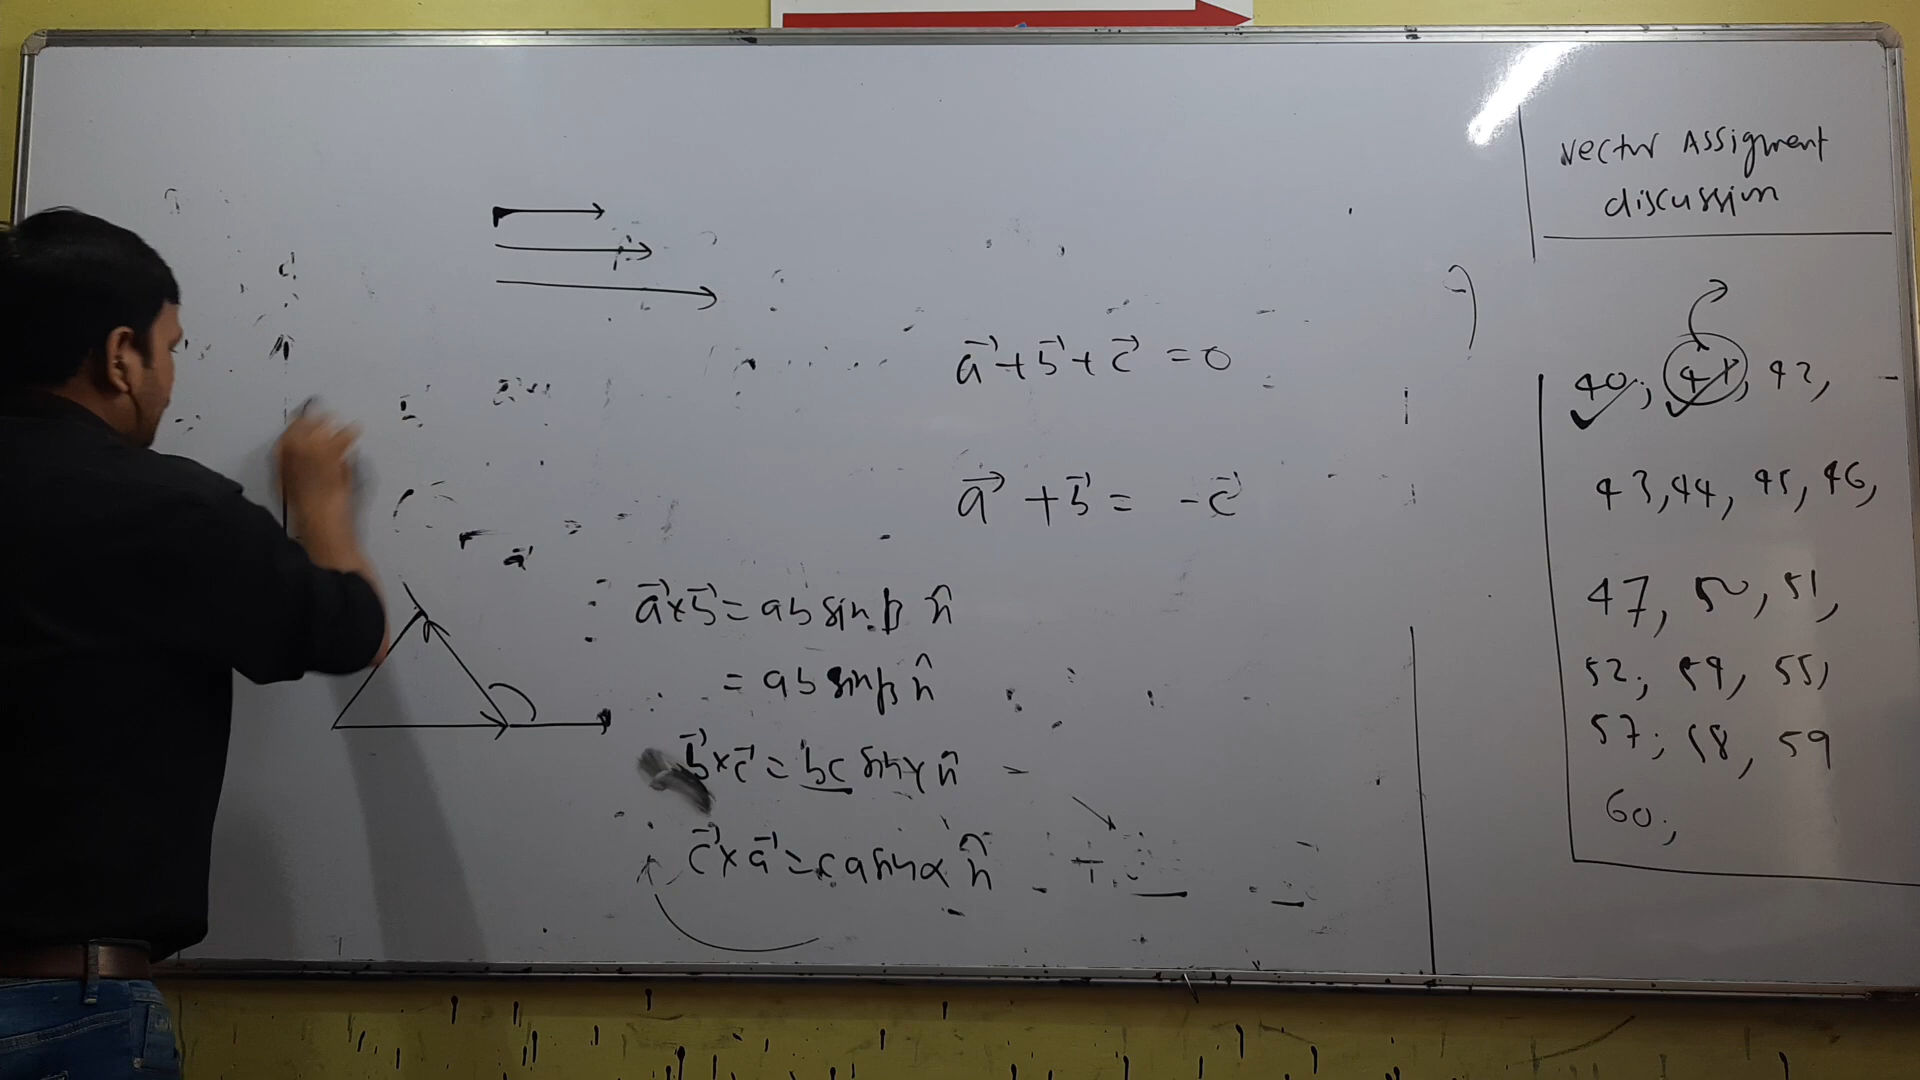 a⃗ + b⃗ + c⃗ = 0
a⃗ + b⃗ = - c⃗
a⃗
a⃗ x b⃗ = ab sin β n̂
= ab sin β n̂
b⃗ x c⃗ = bc sin γ n̂
c⃗ x a⃗ = ca sin α n̂
Vector Assigment
discussion
40, 41, 42,
43, 44, 45, 46,
47, 50, 51,
52, 54, 55,
57, 58, 59
60,